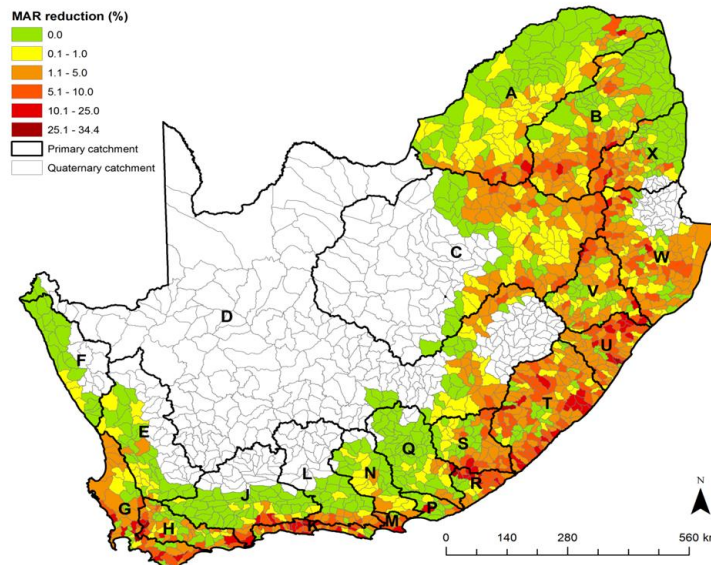 MAR reduction (%)
0.0
0.1 - 1.0
1.1 - 5.0
5.1 - 10.0
10.1 - 25.0
25.1 - 34.4
Primary catchment
Quaternary catchment
A
B
X
C
W
D
V
F
U
T
E
S
Q
N
L
R
J
P
G
M
K
H
N
0 140 280 560 km